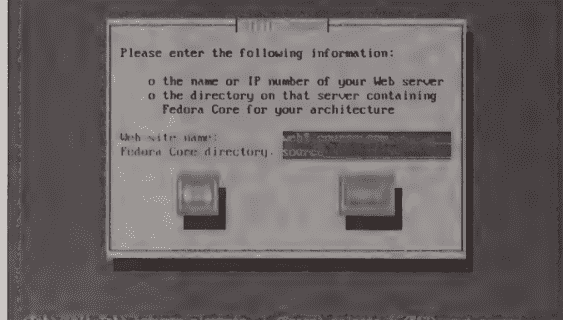 Please enter the following information:
o the name or IP number of your Web server
o the directory on that server containing
Fedora Core for your architecture
Web site name:
Fedora Core directory:
source